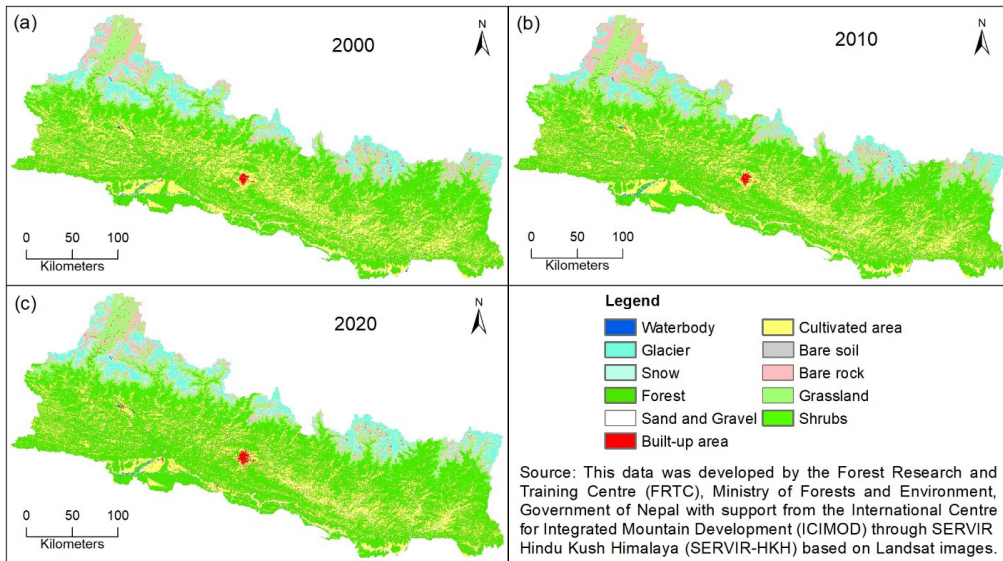 (a)
N
2000
0 50 100
Kilometers
(b)
N
2010
0 50 100
Kilometers
(c)
N
2020
0 50 100
Kilometers
Legend
Waterbody
Glacier
Snow
Forest
Sand and Gravel
Built-up area
Cultivated area
Bare soil
Bare rock
Grassland
Shrubs
Source: This data was developed by the Forest Research and
Training Centre (FRTC), Ministry of Forests and Environment,
Government of Nepal with support from the International Centre
for Integrated Mountain Development (ICIMOD) through SERVIR
Hindu Kush Himalaya (SERVIR-HKH) based on Landsat images.